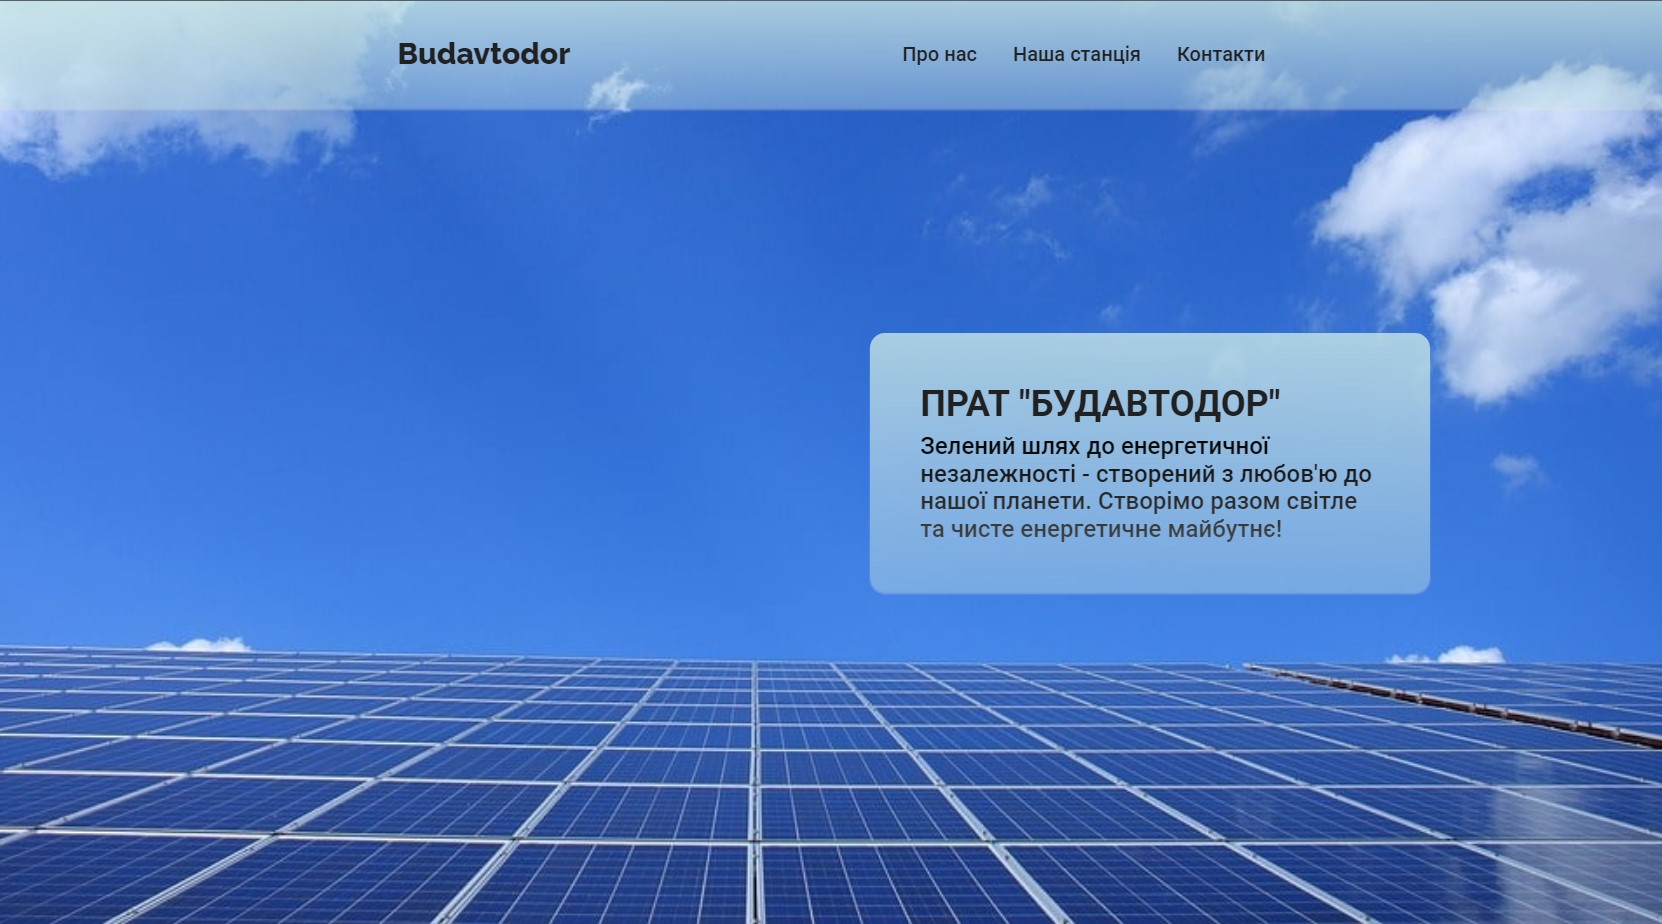 Budavtodor
Про нас
Наша станція
Контакти
ПРАТ "БУДАВТОДОР"
Зелений шлях до енергетичної
незалежності - створений з любов'ю до
нашої планети. Створімо разом світле
та чисте енергетичне майбутнє!